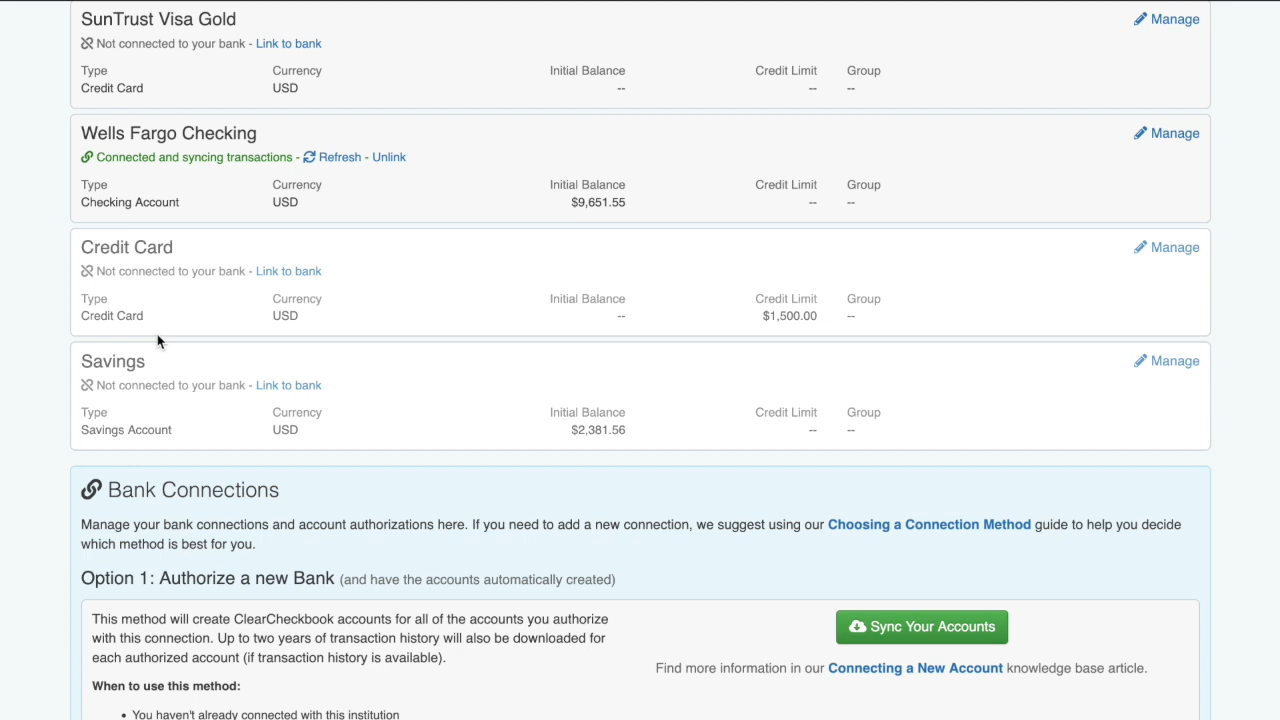 SunTrust Visa Gold
Manage
Not connected to your bank - Link to bank
Type Currency Initial Balance Credit Limit Group
Credit Card USD -- -- --
Wells Fargo Checking
Manage
Connected and syncing transactions - Refresh - Unlink
Type Currency Initial Balance Credit Limit Group
Checking Account USD $9,651.55 -- --
Credit Card
Manage
Not connected to your bank - Link to bank
Type Currency Initial Balance Credit Limit Group
Credit Card USD -- $1,500.00 --
Savings
Manage
Not connected to your bank - Link to bank
Type Currency Initial Balance Credit Limit Group
Savings Account USD $2,381.56 -- --
Bank Connections
Manage your bank connections and account authorizations here. If you need to add a new connection, we suggest using our Choosing a Connection Method guide to help you decide
which method is best for you.
Option 1: Authorize a new Bank (and have the accounts automatically created)
This method will create ClearCheckbook accounts for all of the accounts you authorize
with this connection. Up to two years of transaction history will also be downloaded for
each authorized account (if transaction history is available).
When to use this method:
• You haven't already connected with this institution
Sync Your Accounts
Find more information in our Connecting a New Account knowledge base article.